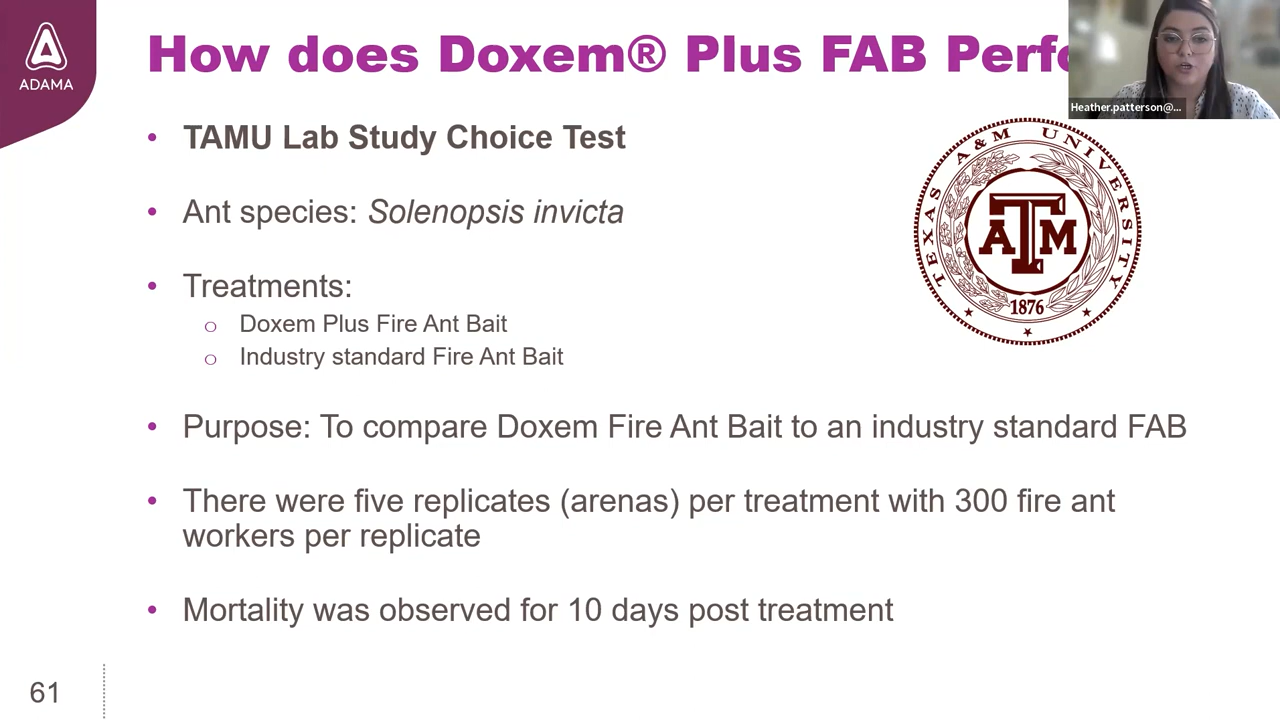 ADAMA
How does Doxem® Plus FAB
Heather.patterson@...
• TAMU Lab Study Choice Test
• Ant species: Solenopsis invicta
• Treatments:
o Doxem Plus Fire Ant Bait
o Industry standard Fire Ant Bait
TEXAS A&M UNIVERSITY
ATM
1876
• Purpose: To compare Doxem Fire Ant Bait to an industry standard FAB
• There were five replicates (arenas) per treatment with 300 fire ant
workers per replicate
• Mortality was observed for 10 days post treatment
61